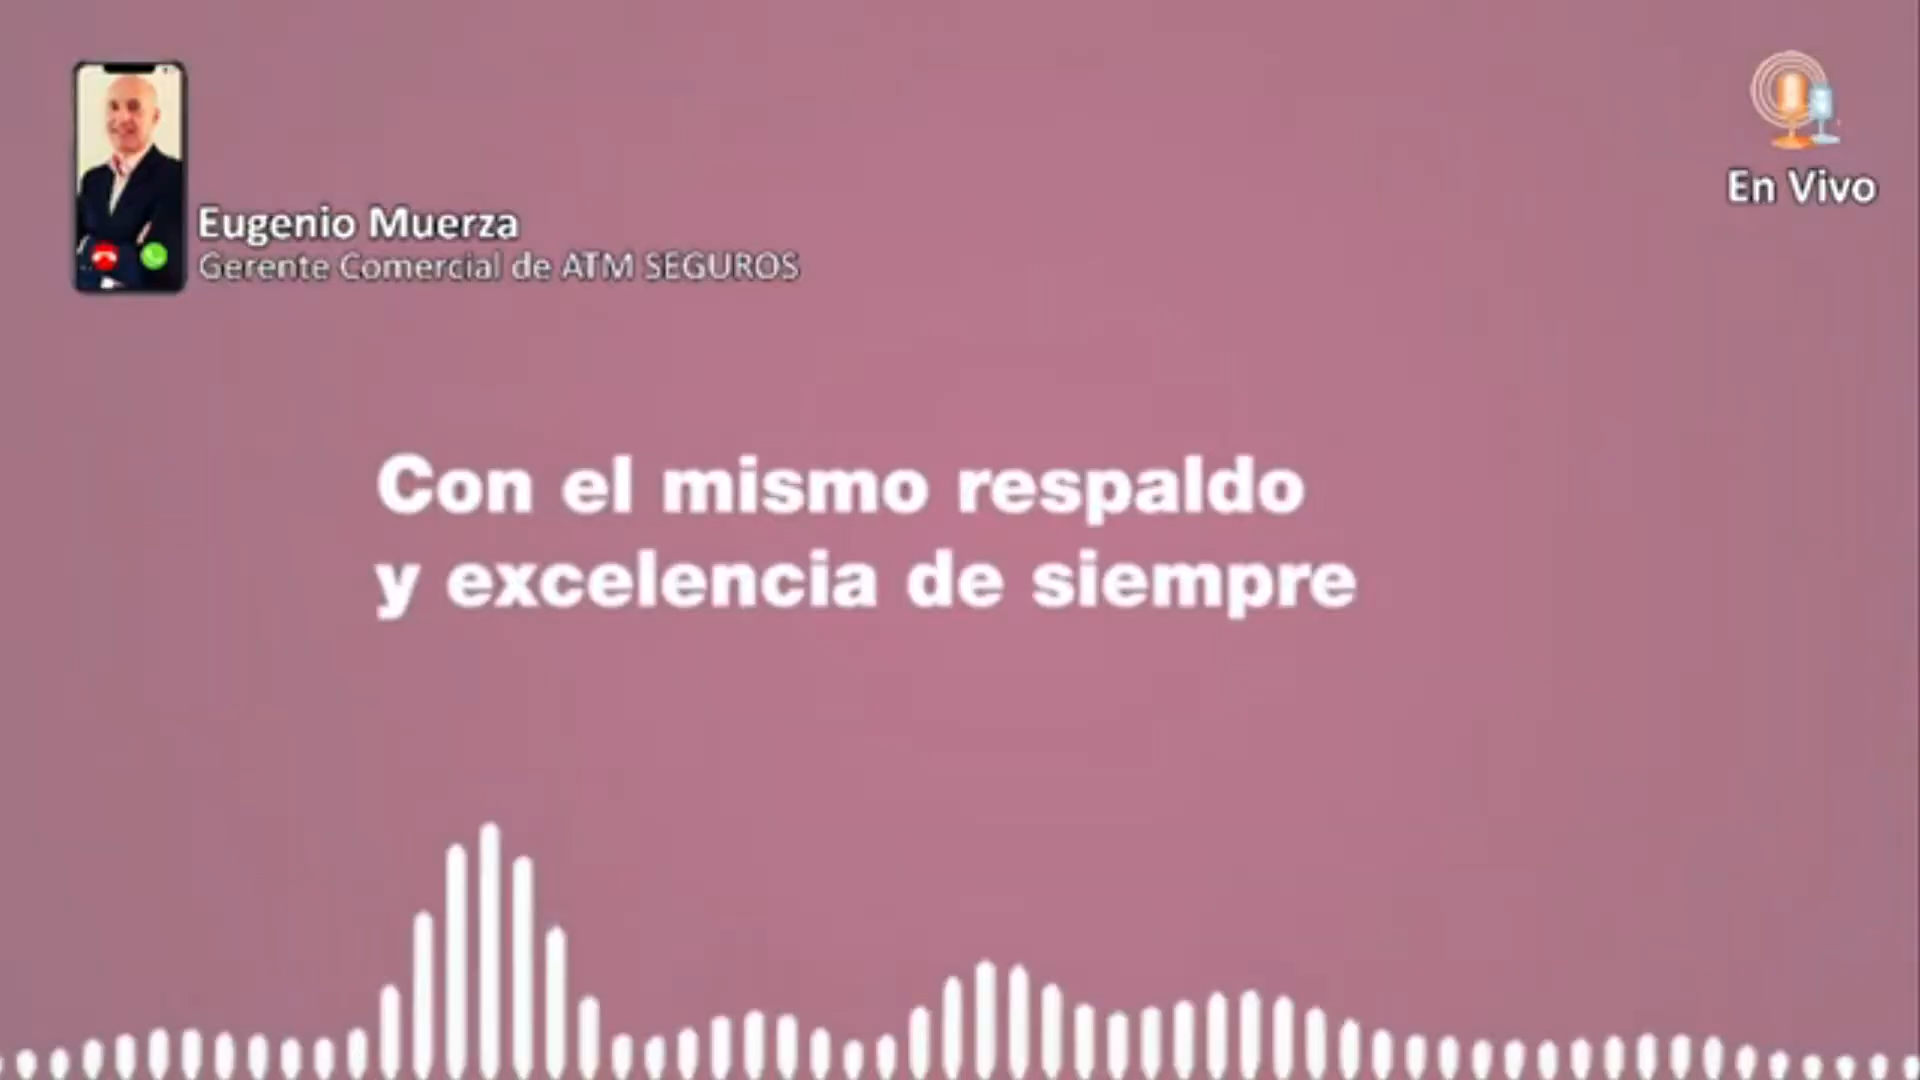 Eugenio Muerza
Gerente Comercial de ATM SEGUROS
En Vivo
Con el mismo respaldo
y excelencia de siempre